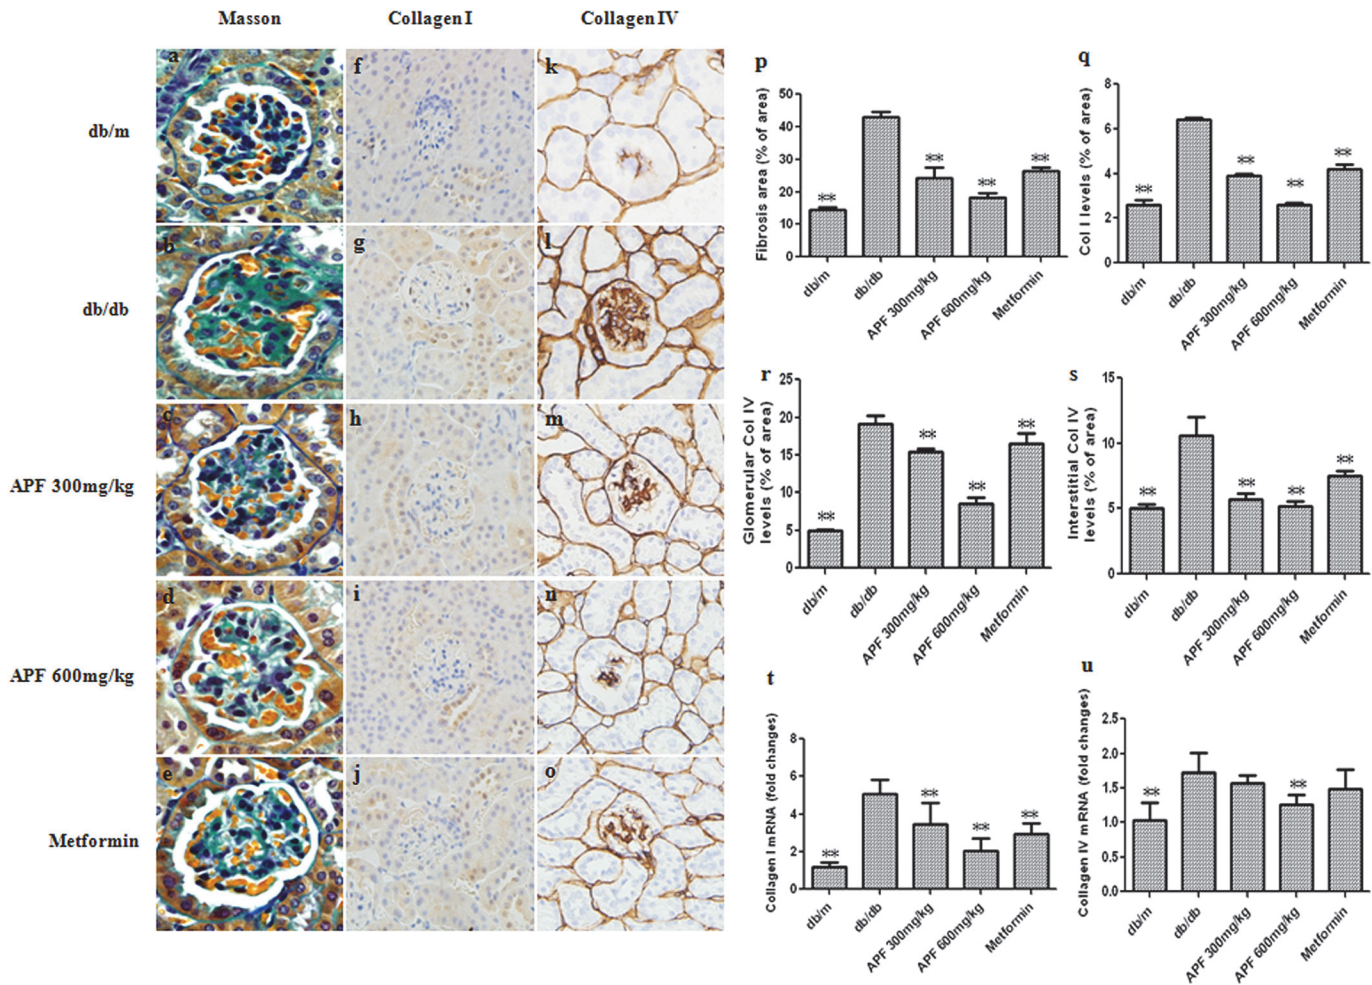 Masson
Collagen I
Collagen IV
db/m
db/db
APF 300mg/kg
APF 600mg/kg
Metformin
a
f
k
b
g
l
c
h
m
d
i
n
e
j
o
p
Fibrosis area (% of area)
50
40
30
20
10
0
**
**
**
**
db/m
db/db
APF 300mg/kg
APF 600mg/kg
Metformin
q
Col I levels (% of area)
8
6
4
2
0
**
**
**
**
db/m
db/db
APF 300mg/kg
APF 600mg/kg
Metformin
r
Glomerular Col IV
levels (% of area)
25
20
15
10
5
0
**
**
**
**
db/m
db/db
APF 300mg/kg
APF 600mg/kg
Metformin
s
Interstitial Col IV
levels (% of area)
15
10
5
0
**
**
**
**
db/m
db/db
APF 300mg/kg
APF 600mg/kg
Metformin
t
Collagen I mRNA (fold changes)
8
6
4
2
0
**
**
**
**
db/m
db/db
APF 300mg/kg
APF 600mg/kg
Metformin
u
Collagen IV mRNA (fold changes)
2.5
2.0
1.5
1.0
0.5
0.0
**
**
db/m
db/db
APF 300mg/kg
APF 600mg/kg
Metformin